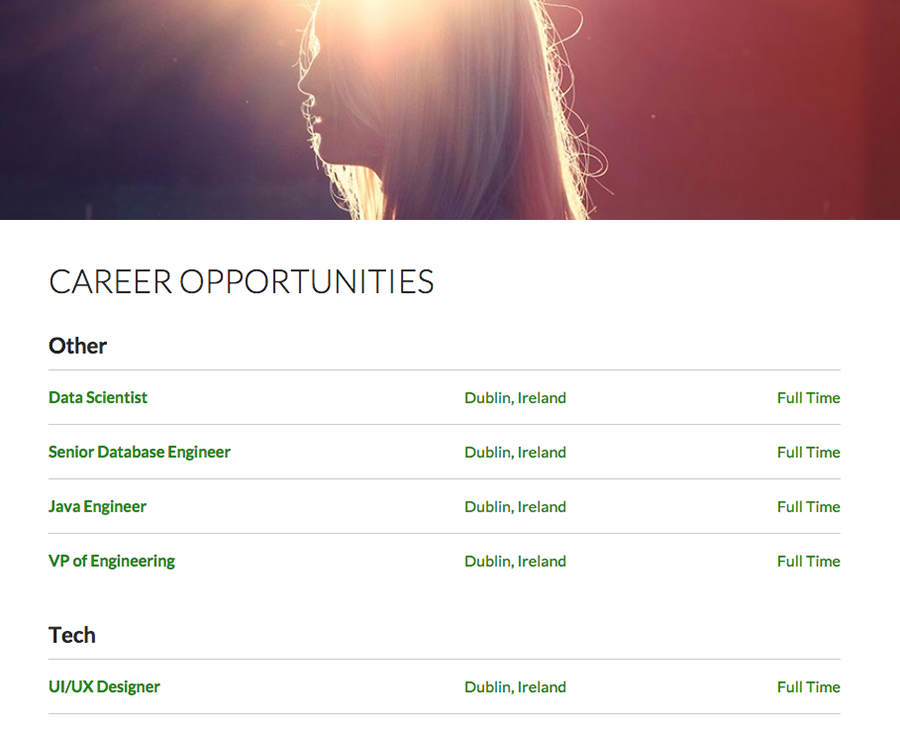 CAREER OPPORTUNITIES
Other
Data Scientist Dublin, Ireland Full Time
Senior Database Engineer Dublin, Ireland Full Time
Java Engineer Dublin, Ireland Full Time
VP of Engineering Dublin, Ireland Full Time
Tech
UI/UX Designer Dublin, Ireland Full Time